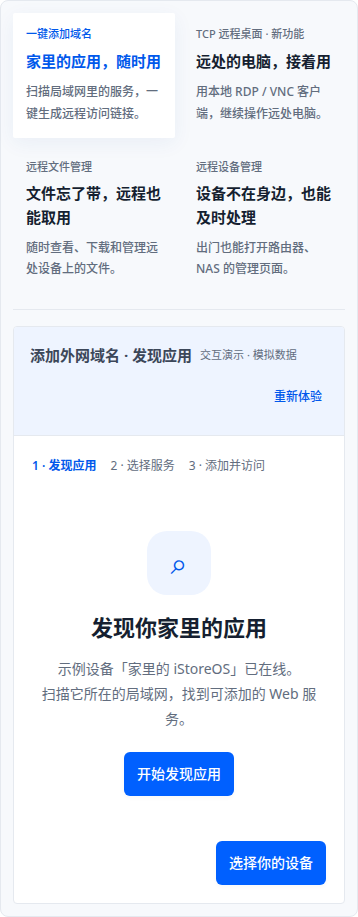 一键添加域名
家里的应用，随时用
扫描局域网里的服务，一
键生成远程访问链接。
TCP 远程桌面 · 新功能
远处的电脑，接着用
用本地 RDP / VNC 客户
端，继续操作远处电脑。
远程文件管理
文件忘了带，远程也
能取用
随时查看、下载和管理远
处设备上的文件。
远程设备管理
设备不在身边，也能
及时处理
出门也能打开路由器、
NAS 的管理页面。
添加外网域名 · 发现应用 交互演示 · 模拟数据
重新体验
1 · 发现应用 2 · 选择服务 3 · 添加并访问
发现你家里的应用
示例设备「家里的 iStoreOS」已在线。
扫描它所在的局域网，找到可添加的 Web 服
务。
开始发现应用
选择你的设备